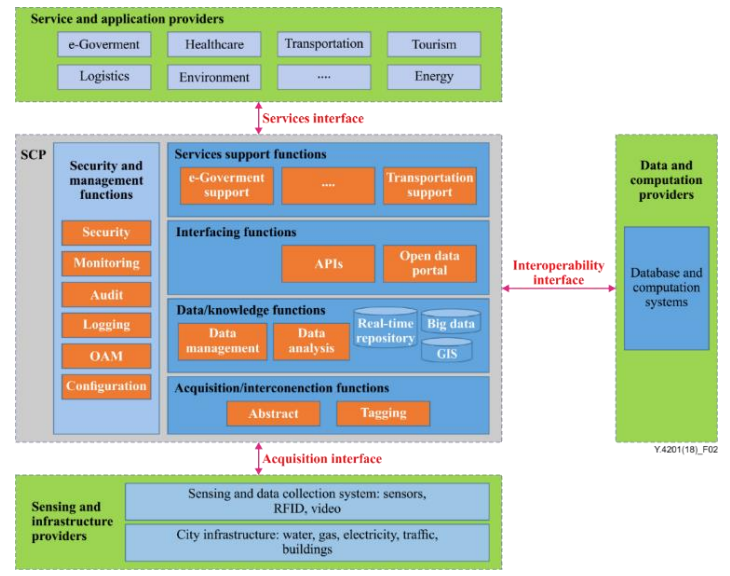 Service and application providers
e-Goverment
Healthcare
Transportation
Tourism
Logistics
Environment
....
Energy
Services interface
SCP
Security and
management
functions
Security
Monitoring
Audit
Logging
OAM
Configuration
Services support functions
e-Goverment
support
....
Transportation
support
Interfacing functions
APIs
Open data
portal
Data/knowledge functions
Data
management
Data
analysis
Real-time
repository
Big data
GIS
Acquisition/interconenction functions
Abstract
Tagging
Interoperability
interface
Data and
computation
providers
Database and
computation
systems
Y.4201(18)_F02
Acquisition interface
Sensing and
infrastructure
providers
Sensing and data collection system: sensors,
RFID, video
City infrastructure: water, gas, electricity, traffic,
buildings